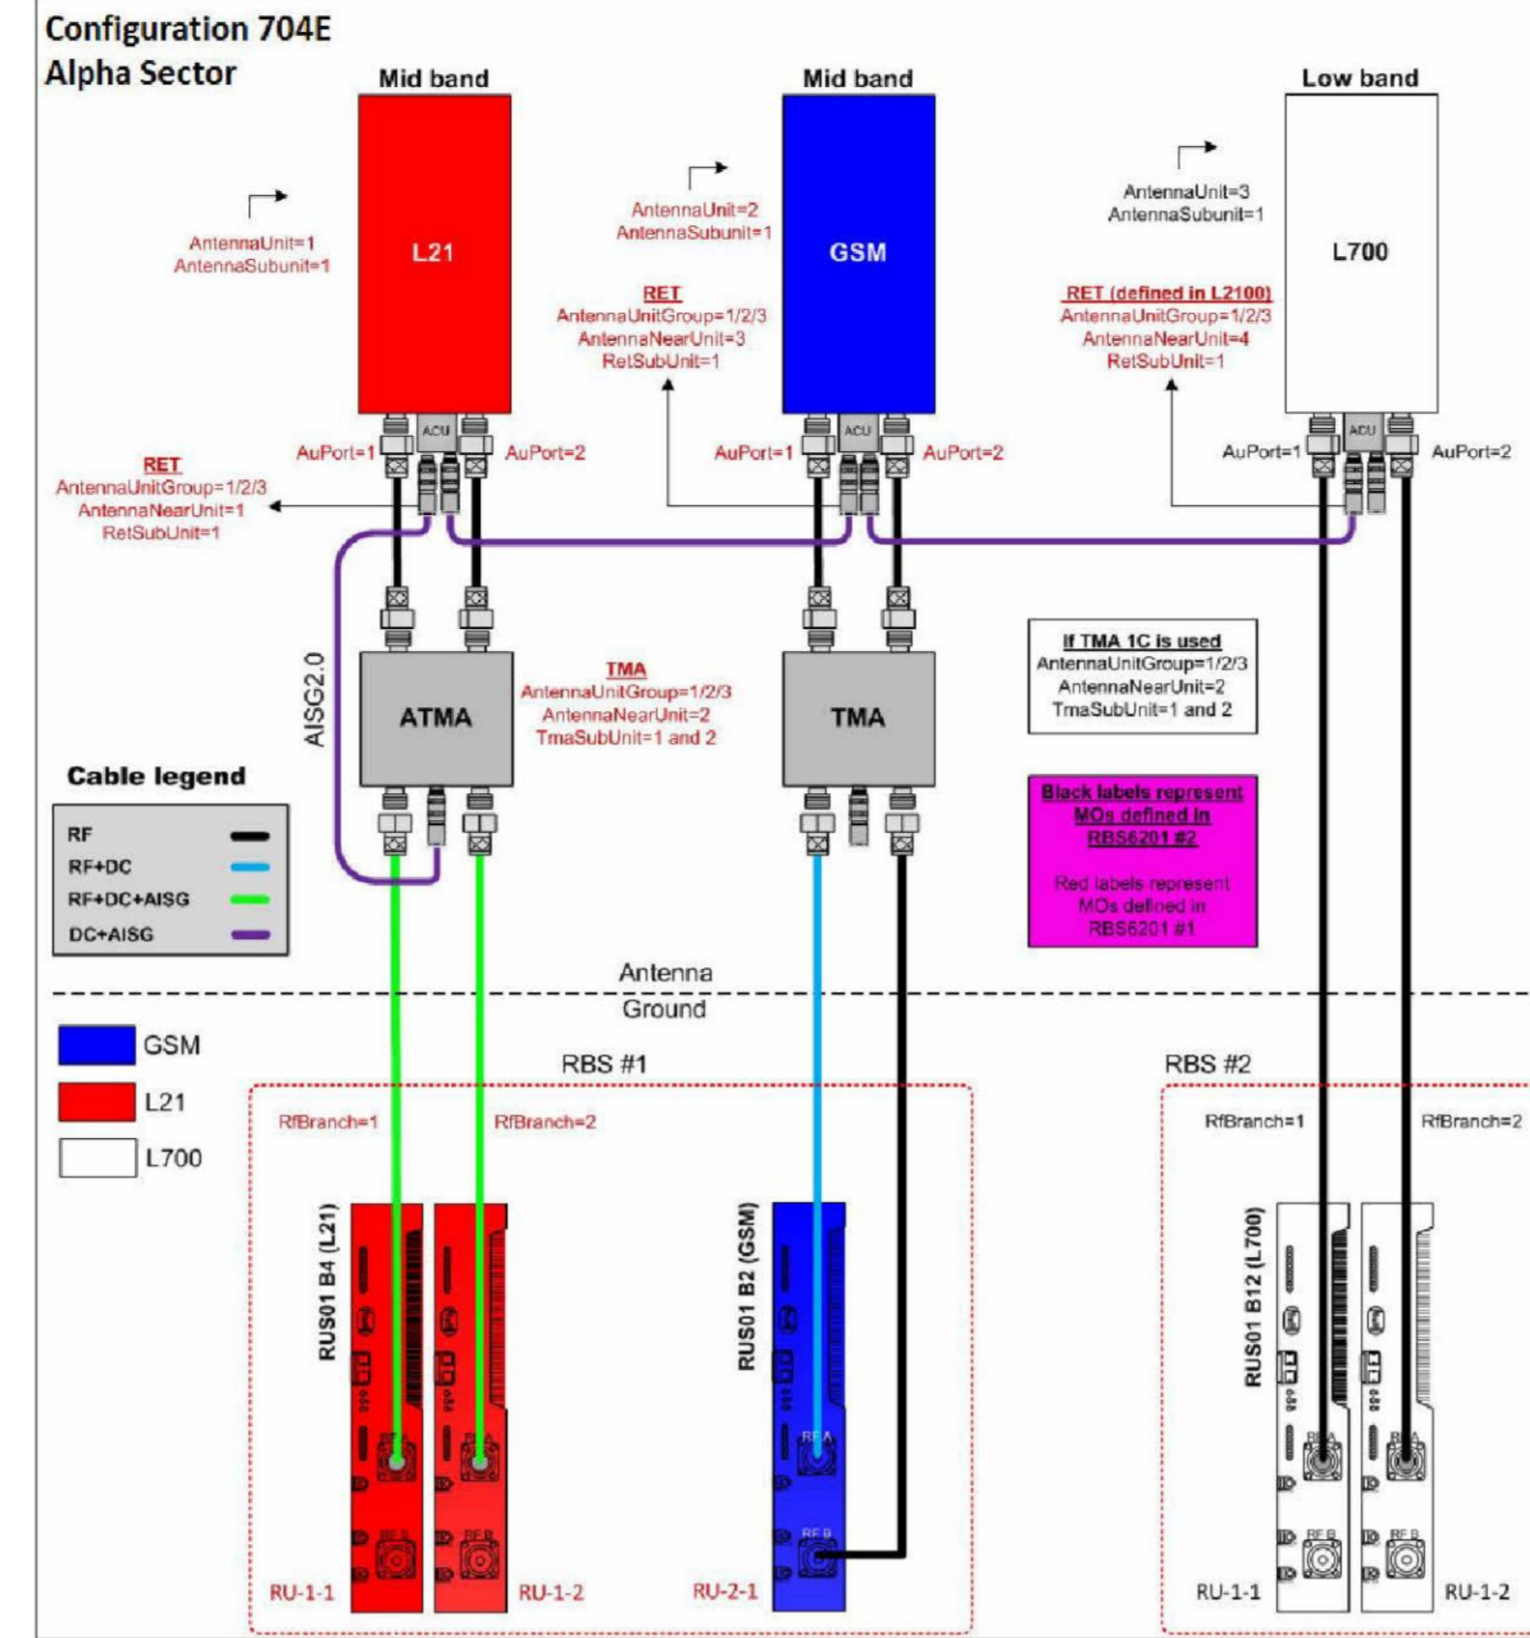 Configuration 704E
Alpha Sector
Mid band
Mid band
Low band
L21
GSM
L700
AntennaUnit=1
AntennaSubunit=1
AntennaUnit=2
AntennaSubunit=1
AntennaUnit=3
AntennaSubunit=1
RET
AntennaUnitGroup=1/2/3
AntennaNearUnit=3
RetSubUnit=1
RET (defined in L2100)
AntennaUnitGroup=1/2/3
AntennaNearUnit=4
RetSubUnit=1
ACU
ACU
ACU
AuPort=1
AuPort=2
AuPort=1
AuPort=2
AuPort=1
AuPort=2
RET
AntennaUnitGroup=1/2/3
AntennaNearUnit=1
RetSubUnit=1
AISG2.0
ATMA
TMA
AntennaUnitGroup=1/2/3
AntennaNearUnit=2
TmaSubUnit=1 and 2
TMA
If TMA 1C is used
AntennaUnitGroup=1/2/3
AntennaNearUnit=2
TmaSubUnit=1 and 2
Black labels represent
MOs defined in
RBS6201 #2
Red labels represent
MOs defined in
RBS6201 #1
Cable legend
RF
RF+DC
RF+DC+AISG
DC+AISG
Antenna
Ground
GSM
L21
L700
RBS #1
RBS #2
RfBranch=1
RfBranch=2
RfBranch=1
RfBranch=2
RUS01 B4 (L21)
RUS01 B2 (GSM)
RUS01 B12 (L700)
RF A
RF A
RF A
RF B
RF B
RF B
RF B
RF B
RU-1-1
RU-1-2
RU-2-1
RU-1-1
RU-1-2